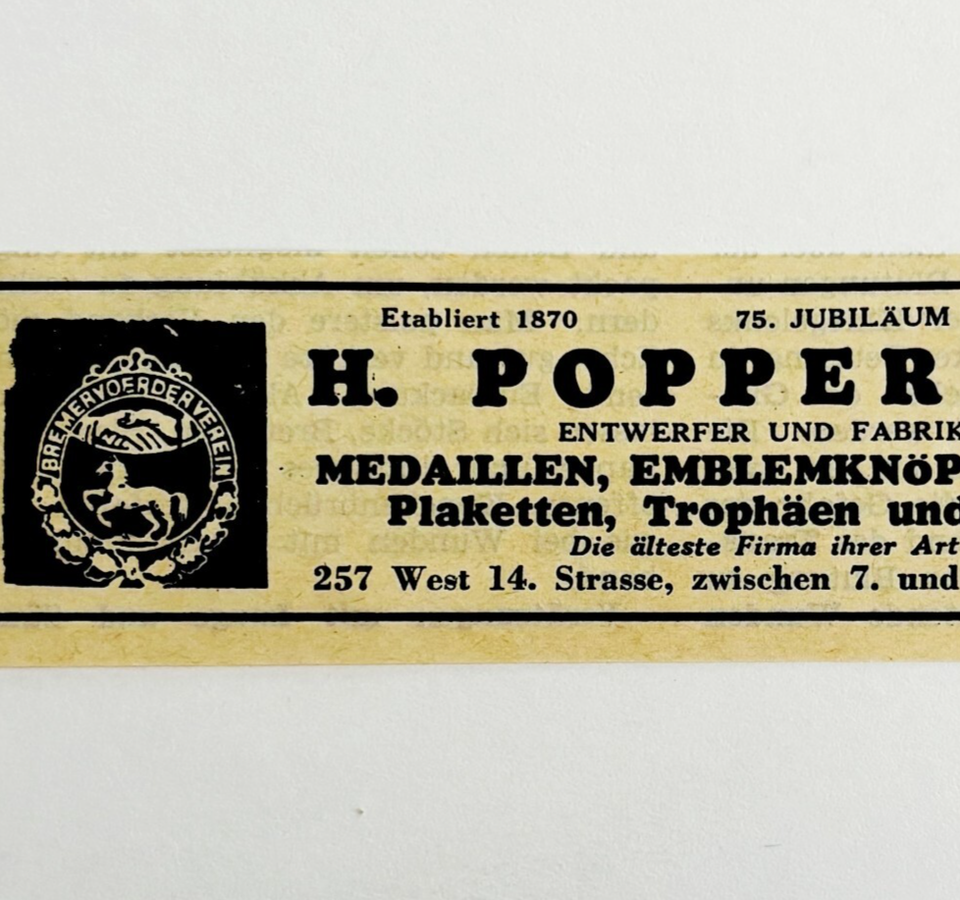 BREMERVOERDER VEREIN
Etabliert 1870 75. JUBILÄUM
H. POPPER
ENTWERFER UND FABRIK
MEDAILLEN, EMBLEMKNöP
Plaketten, Trophäen und
Die älteste Firma ihrer Art
257 West 14. Strasse, zwischen 7. und